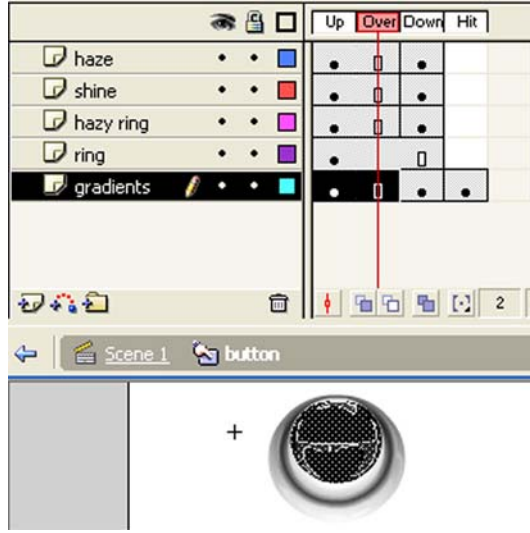 Up Over Down Hit
haze
shine
hazy ring
ring
gradients
2
Scene 1 button